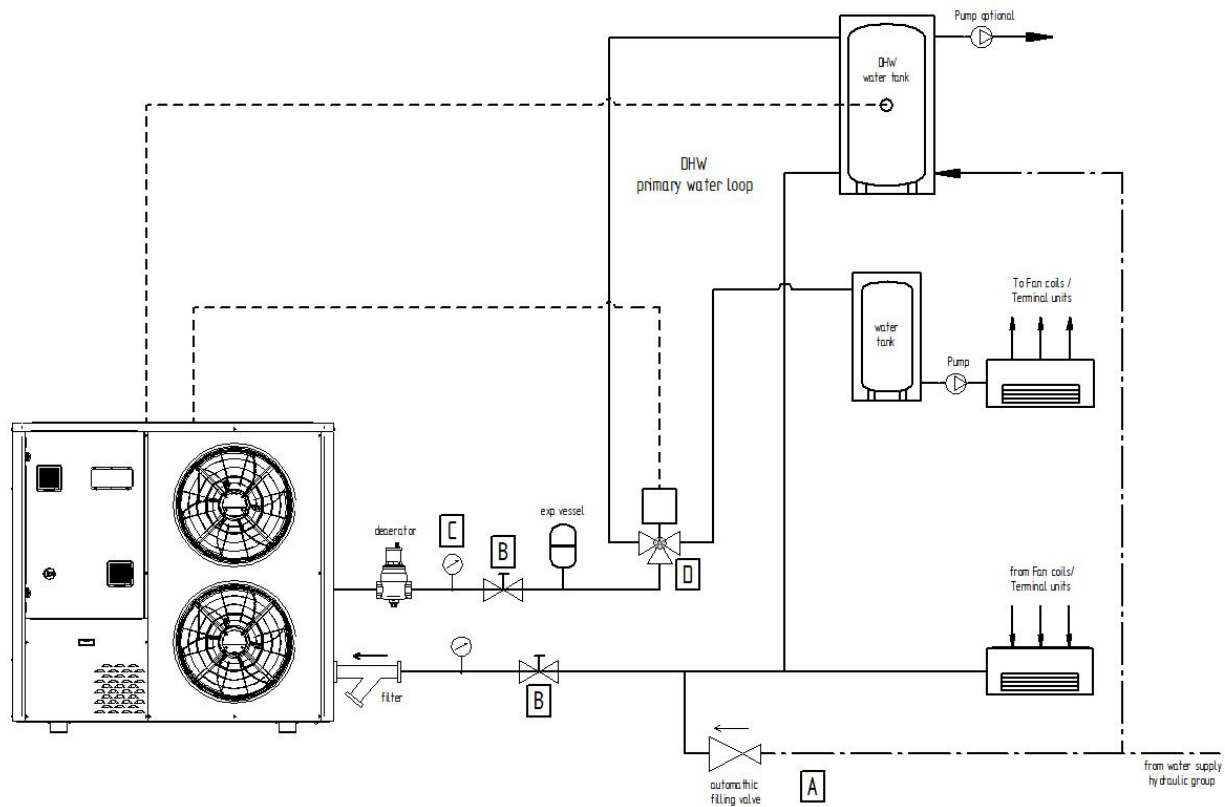 Pump optional
DHW
water tank
DHW
primary water loop
To Fan coils /
Terminal units
water
tank
Pump
exp vessel
deaerator
C
B
D
from Fan coils/
Terminal units
filter
B
automathic
filling valve
A
from water supply
hydraulic group